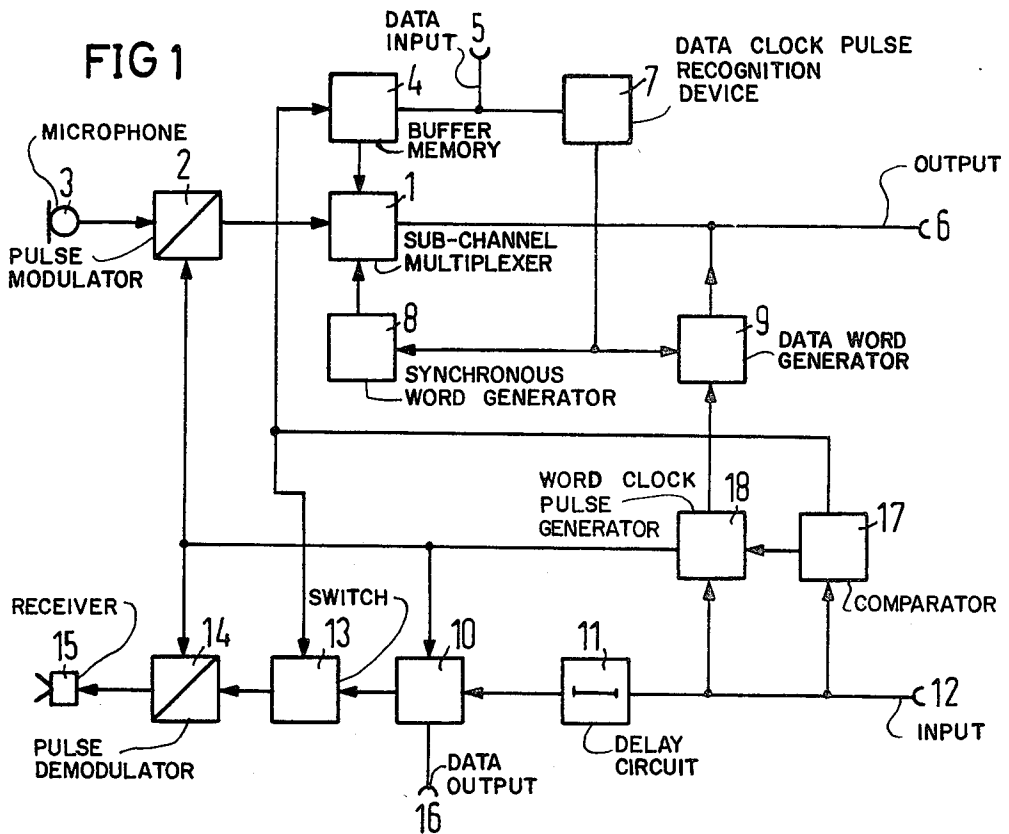 FIG 1
DATA
INPUT
5
DATA CLOCK PULSE
RECOGNITION
DEVICE
4
7
BUFFER
MEMORY
MICROPHONE
3
2
1
OUTPUT
6
PULSE
MODULATOR
SUB-CHANNEL
MULTIPLEXER
8
9
DATA WORD
GENERATOR
SYNCHRONOUS
WORD GENERATOR
WORD CLOCK
PULSE
GENERATOR
18
17
COMPARATOR
RECEIVER
SWITCH
15
14
13
10
11
12
INPUT
PULSE
DEMODULATOR
DATA
OUTPUT
16
DELAY
CIRCUIT